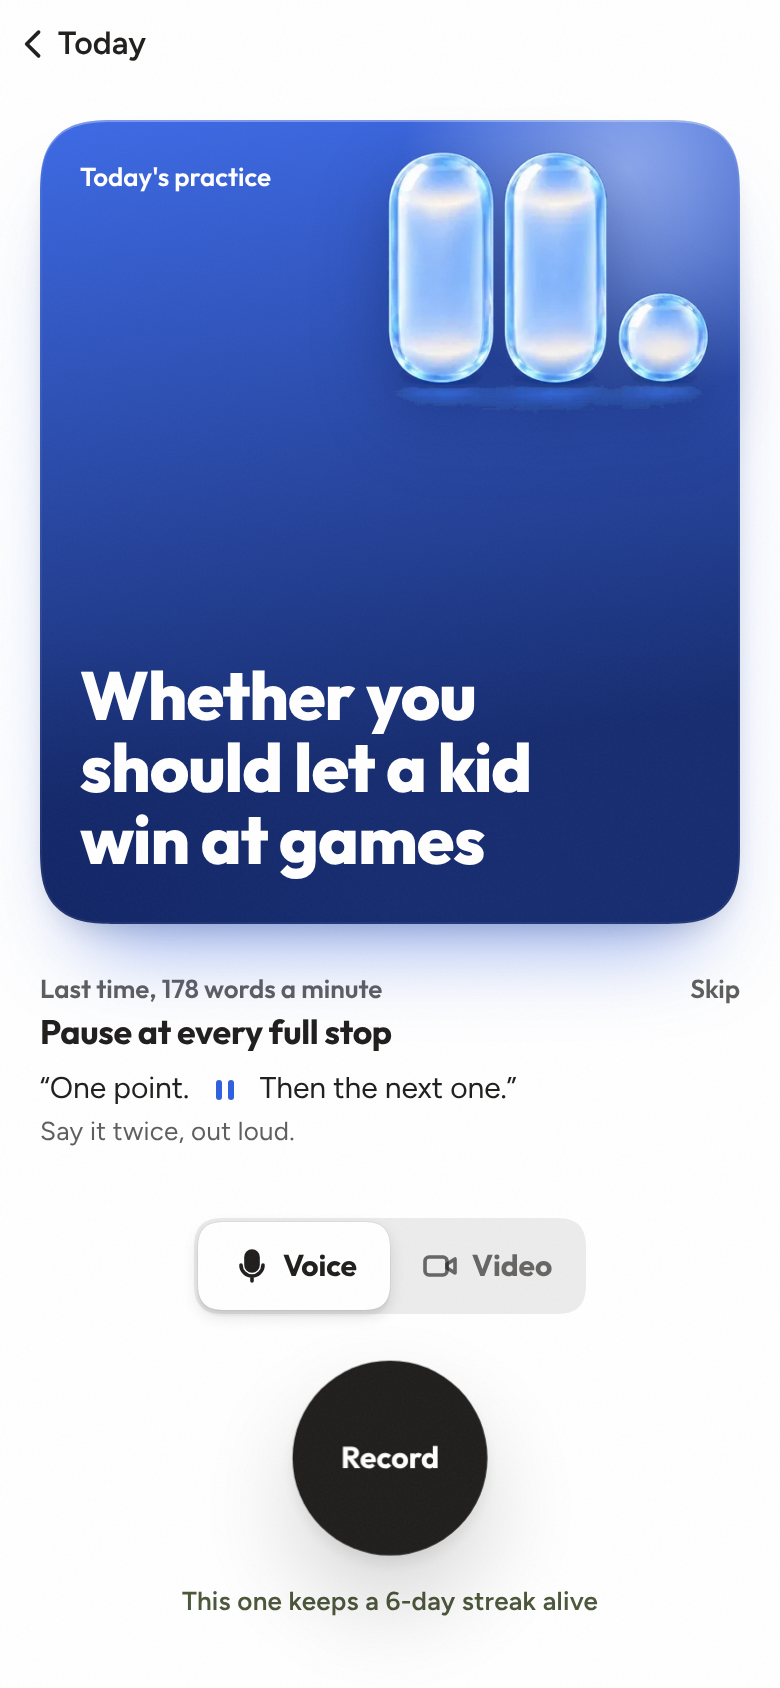 Today
Today's practice
Whether you
should let a kid
win at games
Last time, 178 words a minute
Skip
Pause at every full stop
“One point. Then the next one.”
Say it twice, out loud.
Voice
Video
Record
This one keeps a 6-day streak alive